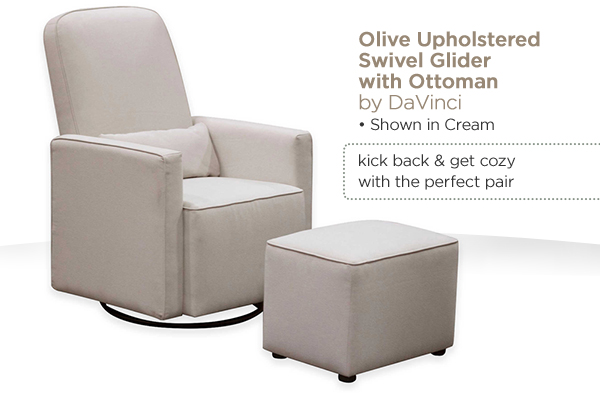 Olive Upholstered
Swivel Glider
with Ottoman
by DaVinci
• Shown in Cream
kick back & get cozy
with the perfect pair